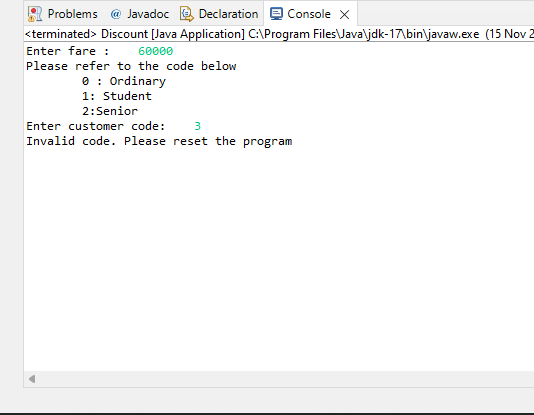 Problems @ Javadoc Declaration Console
<terminated> Discount [Java Application] C:\Program Files\Java\jdk-17\bin\javaw.exe (15 Nov 2
Enter fare : 60000
Please refer to the code below
0 : Ordinary
1: Student
2:Senior
Enter customer code: 3
Invalid code. Please reset the program